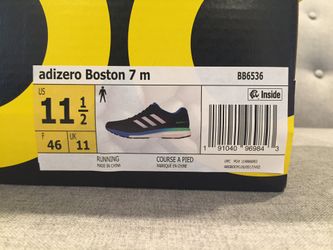 adizero Boston 7 m
BB6536
US
11 1/2
Inside
F
46
UK
11
RUNNING
MADE IN CHINA
COURSE A PIED
FABRIQUÉ EN CHINE
1 91040 96984 3